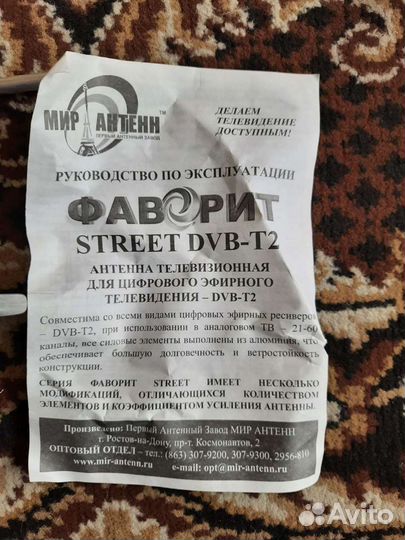 МИР АНТЕНН™
ПЕРВЫЙ АНТЕННЫЙ ЗАВОД
ДЕЛАЕМ
ТЕЛЕВИДЕНИЕ
ДОСТУПНЫМ!
РУКОВОДСТВО ПО ЭКСПЛУАТАЦИИ
ФАВОРИТ
STREET DVB-T2
АНТЕННА ТЕЛЕВИЗИОННАЯ
ДЛЯ ЦИФРОВОГО ЭФИРНОГО
ТЕЛЕВИДЕНИЯ – DVB-T2
Совместима со всеми видами цифровых эфирных ресиверов
– DVB-T2, при использовании в аналоговом ТВ – 21-60
каналы, все силовые элементы выполнены из алюминия, что
обеспечивает большую долговечность и ветростойкость
конструкции.
СЕРИЯ ФАВОРИТ STREET ИМЕЕТ НЕСКОЛЬКО
МОДИФИКАЦИЙ, ОТЛИЧАЮЩИХСЯ КОЛИЧЕСТВОМ
ЭЛЕМЕНТОВ И КОЭФФИЦИЕНТОМ УСИЛЕНИЯ АНТЕННЫ.
Произведено: Первый Антенный Завод МИР АНТЕНН
г. Ростов-на-Дону, пр-т. Космонавтов, 2
ОПТОВЫЙ ОТДЕЛ – тел.: (863) 307-9200, 307-9300, 2956-810
www.mir-antenn.ru e-mail: opt@mir-antenn.ru
Avito